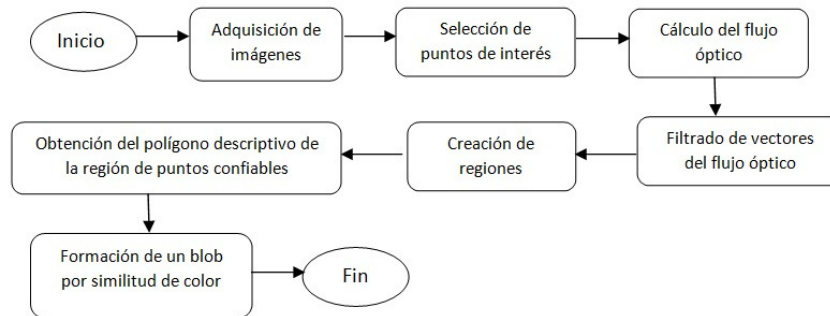 Inicio
Adquisición de
imágenes
Selección de
puntos de interés
Cálculo del flujo
óptico
Filtrado de vectores
del flujo óptico
Creación de
regiones
Obtención del polígono descriptivo de
la región de puntos confiables
Formación de un blob
por similitud de color
Fin